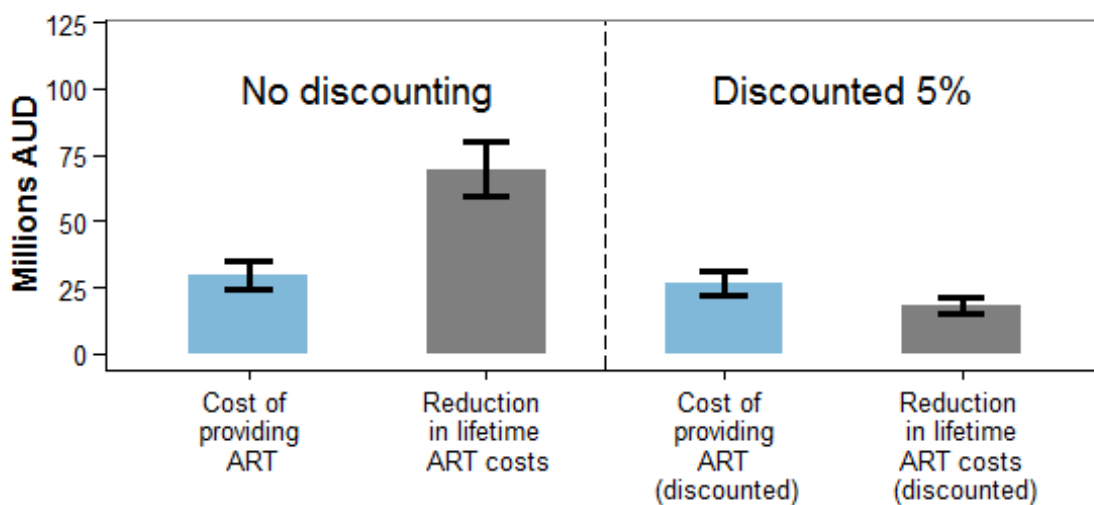 Millions AUD
125
100
75
50
25
0
No discounting
Discounted 5%
Cost of
providing
ART
Reduction
in lifetime
ART costs
Cost of
providing
ART
(discounted)
Reduction
in lifetime
ART costs
(discounted)